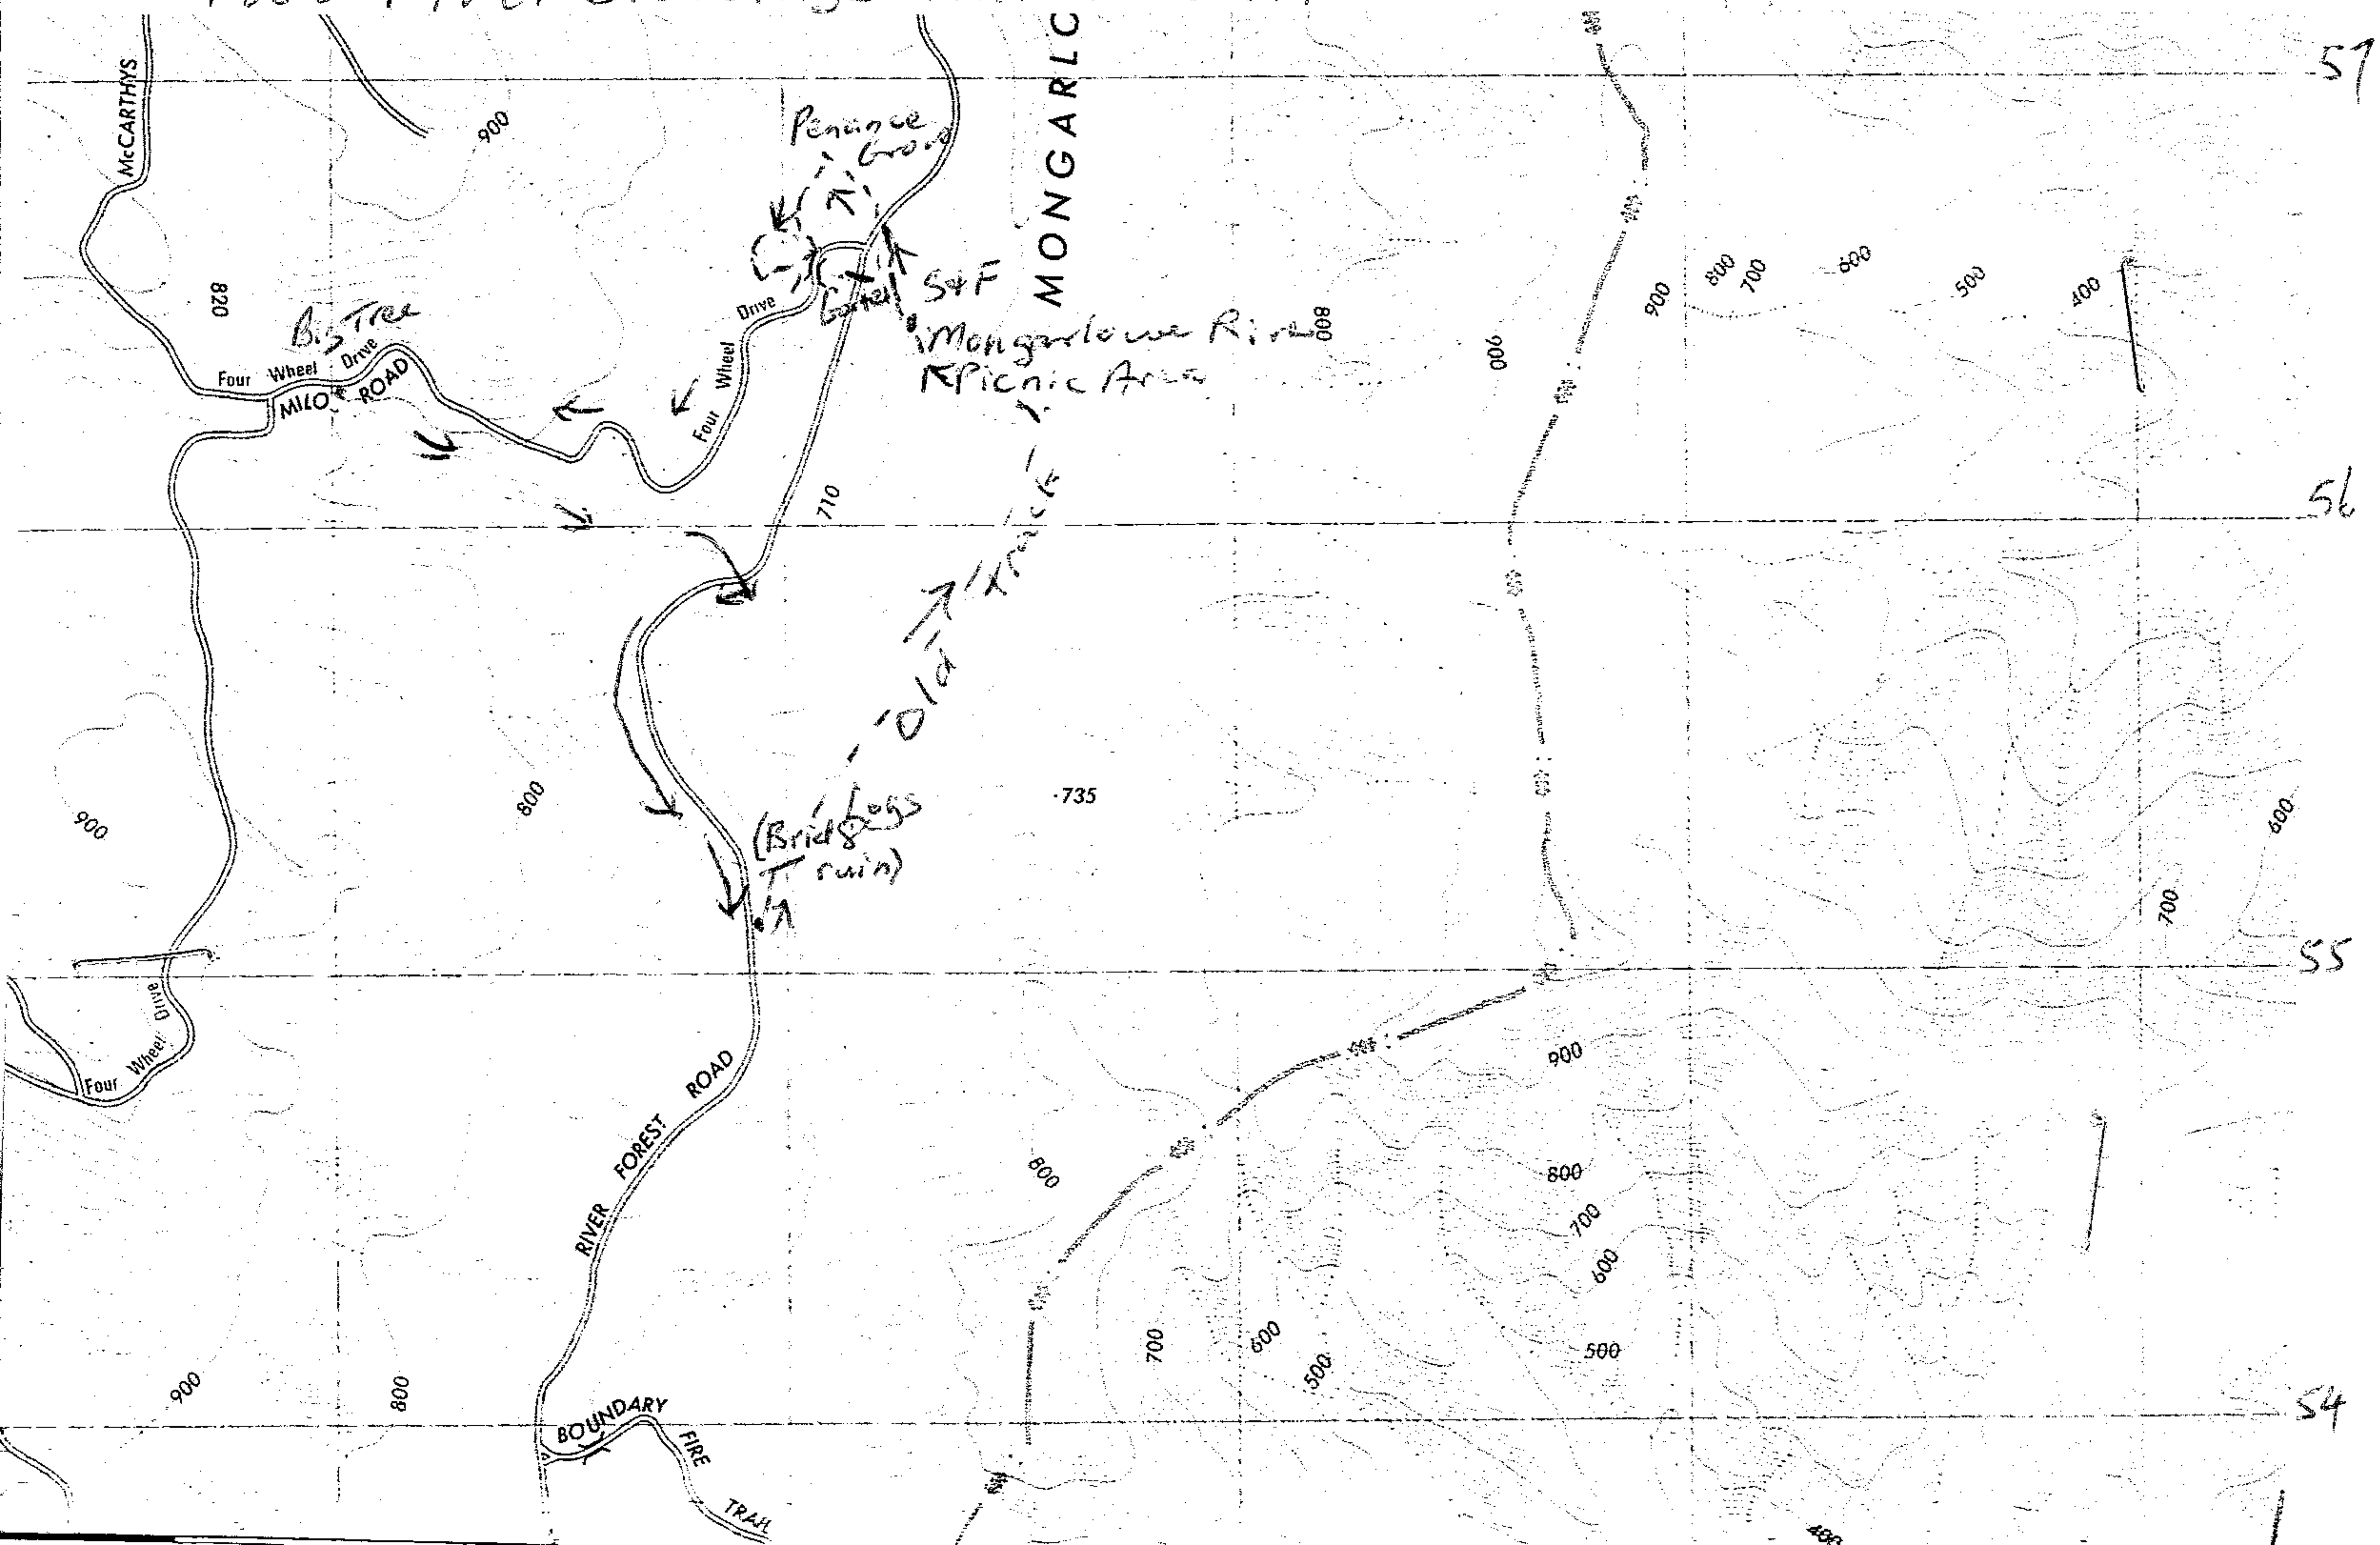 57
McCARTHYS
900
MONGARLO
Penance
Grove
820
Big Tree
Four Wheel Drive
MILO ROAD
Four Wheel Drive
S&F
Mongarlowe River
Picnic Area
800
900
900
800
700
600
500
400
710
56
Old
Track
900
800
(Bridge
Logs
ruin)
·735
600
700
55
Four Wheel Drive
RIVER FOREST ROAD
900
800
800
700
600
900
800
700
600
500
500
54
BOUNDARY
FIRE
TRAIL
400